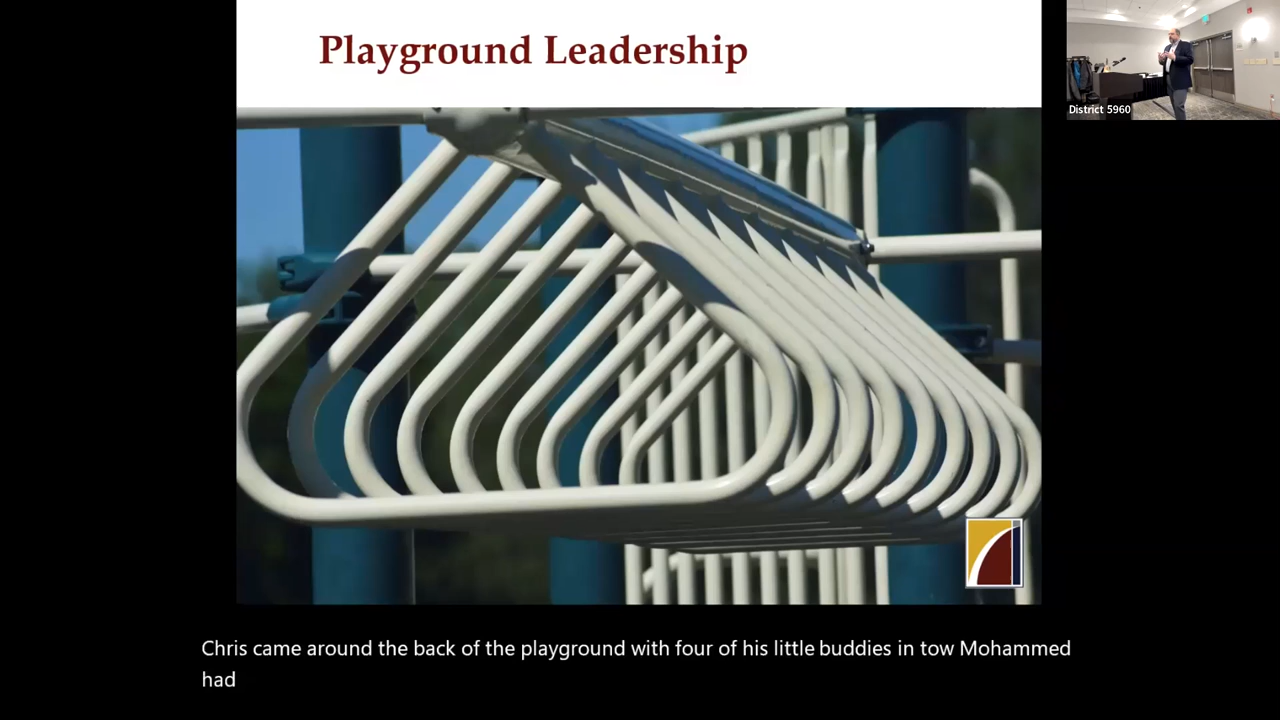 Playground Leadership
District 5960
Chris came around the back of the playground with four of his little buddies in tow Mohammed
had